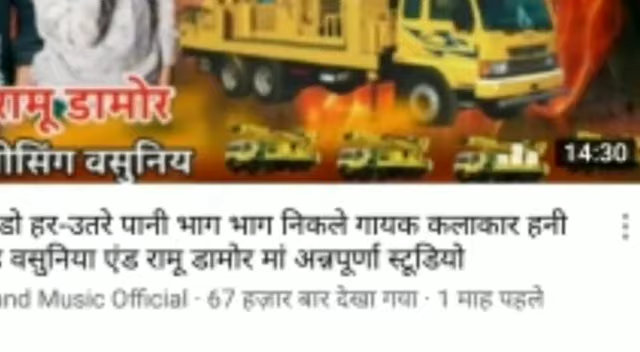 रामू डामोर
वसुनिय
14:30
हर-उतरे पानी भाग भाग निकले गायक कलाकार हनी
वसुनिया एंड रामू डामोर मां अन्नपूर्णा स्टूडियो
Music Official · 67 हज़ार बार देखा गया · 1 माह पहले